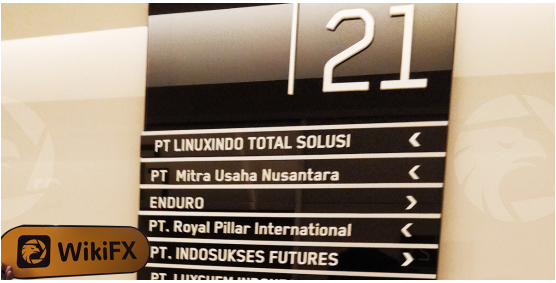 21
PT LINUXINDO TOTAL SOLUSI
PT Mitra Usaha Nusantara
ENDURO
PT. Royal Pillar International
PT. INDOSUKSES FUTURES
WikiFX